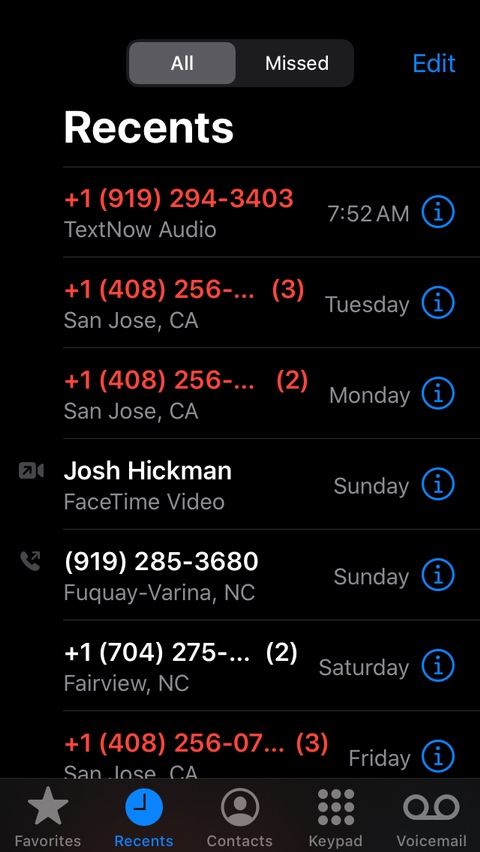 All
Missed
Edit
Recents
+1 (919) 294-3403
TextNow Audio
7:52 AM
+1 (408) 256-... (3)
San Jose, CA
Tuesday
+1 (408) 256-... (2)
San Jose, CA
Monday
Josh Hickman
FaceTime Video
Sunday
(919) 285-3680
Fuquay-Varina, NC
Sunday
+1 (704) 275-... (2)
Fairview, NC
Saturday
+1 (408) 256-07... (3)
San Jose, CA
Friday
Favorites
Recents
Contacts
Keypad
Voicemail